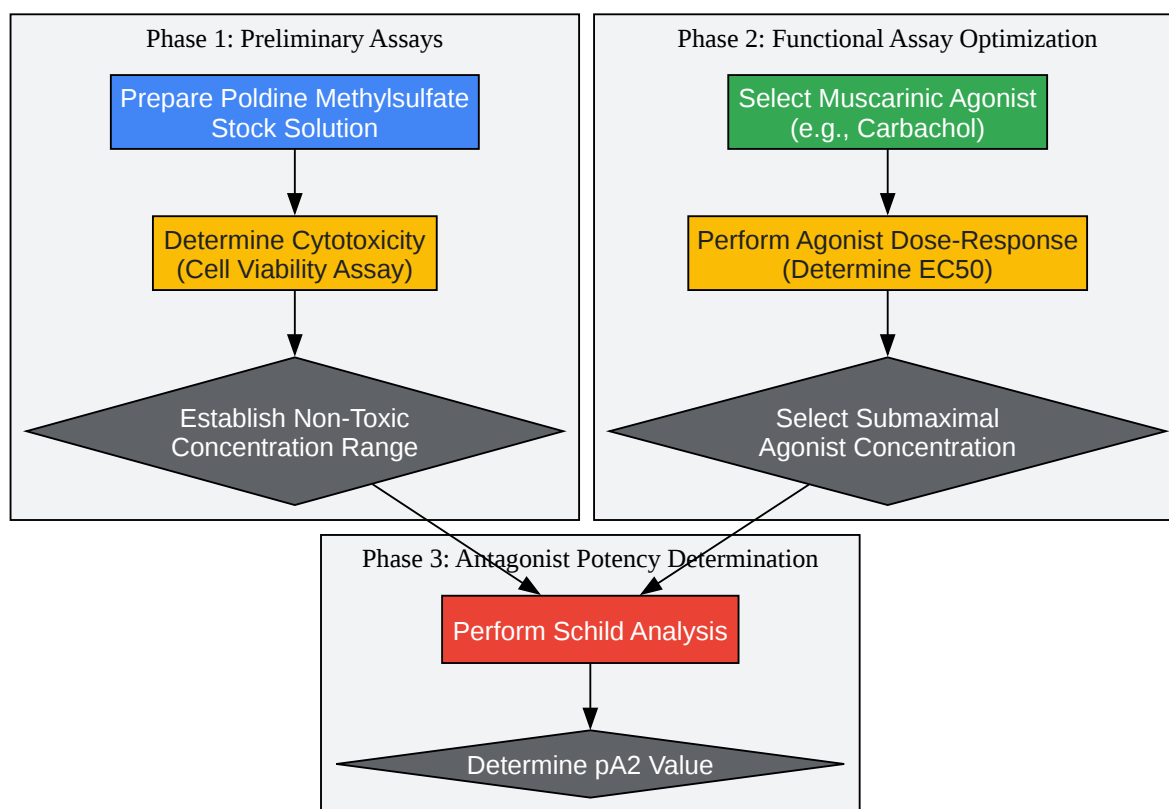 Phase 1: Preliminary Assays
Prepare Poldine Methylsulfate
Stock Solution
Determine Cytotoxicity
(Cell Viability Assay)
Establish Non-Toxic
Concentration Range
Phase 2: Functional Assay Optimization
Select Muscarinic Agonist
(e.g., Carbachol)
Perform Agonist Dose-Response
(Determine EC50)
Select Submaximal
Agonist Concentration
Phase 3: Antagonist Potency Determination
Perform Schild Analysis
Determine pA2 Value